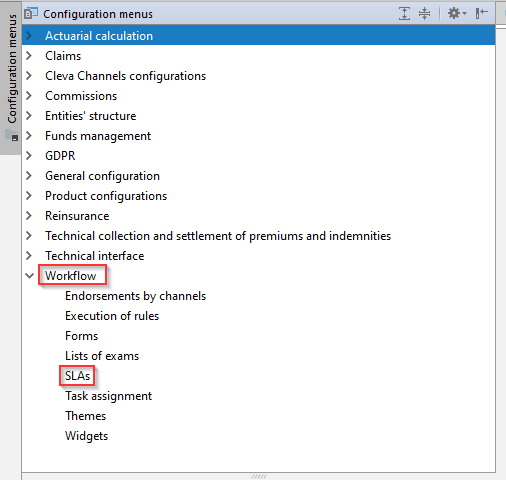 Configuration menus
Configuration menus
Actuarial calculation
Claims
Cleva Channels configurations
Commissions
Entities' structure
Funds management
GDPR
General configuration
Product configurations
Reinsurance
Technical collection and settlement of premiums and indemnities
Technical interface
Workflow
Endorsements by channels
Execution of rules
Forms
Lists of exams
SLAs
Task assignment
Themes
Widgets